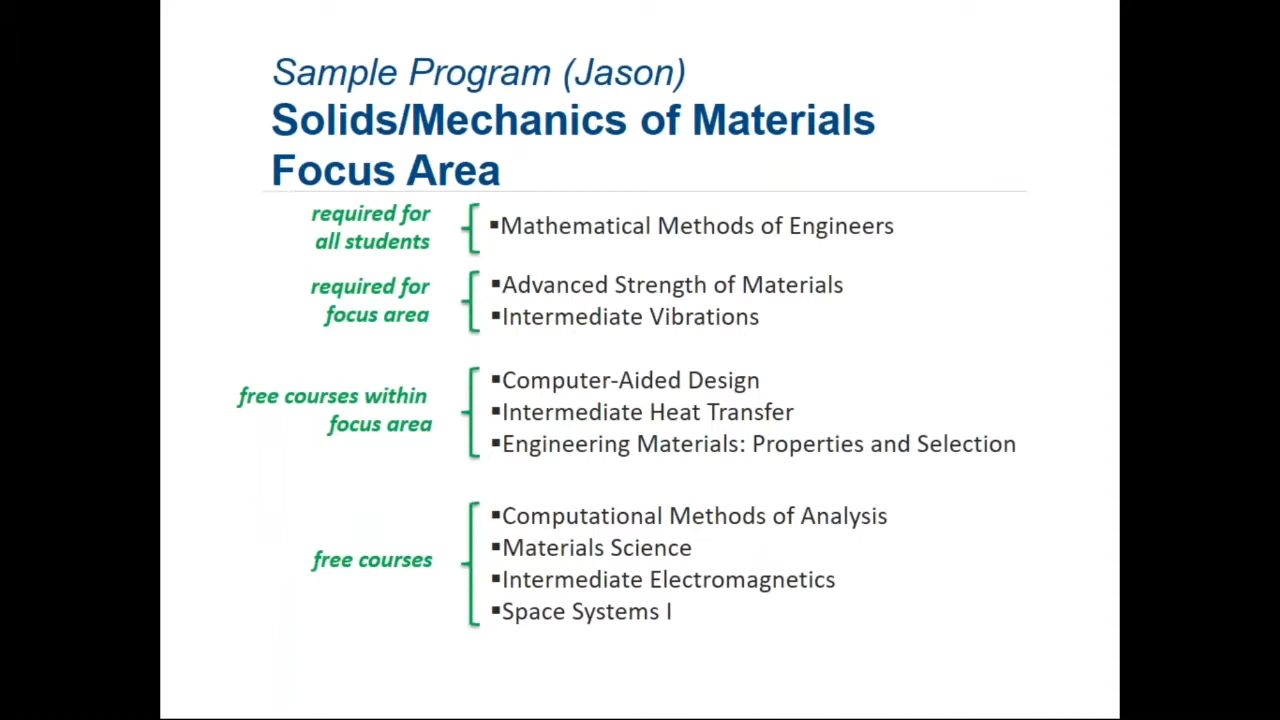 Sample Program (Jason)
Solids/Mechanics of Materials
Focus Area
required for
all students
▪Mathematical Methods of Engineers
required for
focus area
▪Advanced Strength of Materials
▪Intermediate Vibrations
free courses within
focus area
▪Computer-Aided Design
▪Intermediate Heat Transfer
▪Engineering Materials: Properties and Selection
free courses
▪Computational Methods of Analysis
▪Materials Science
▪Intermediate Electromagnetics
▪Space Systems I